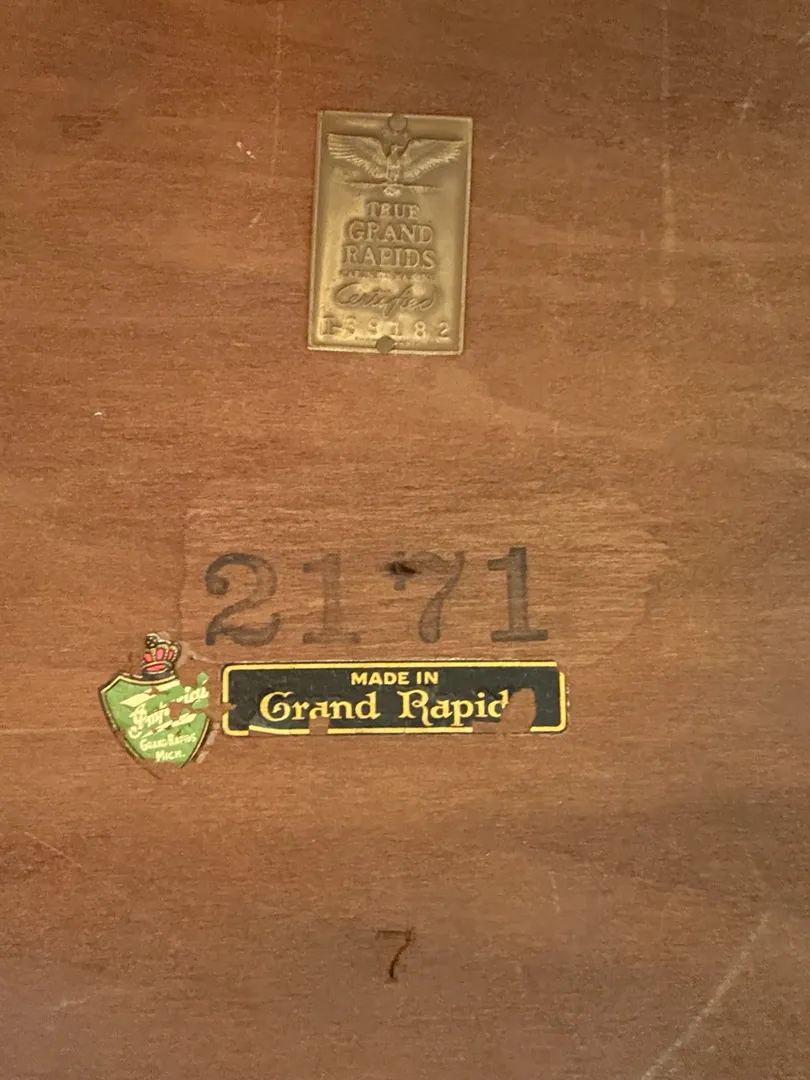 TRUE
GRAND
RAPIDS
Certified
2171
MADE IN
Grand Rapid
Imperial
GRAND RAPIDS
MICH.
7